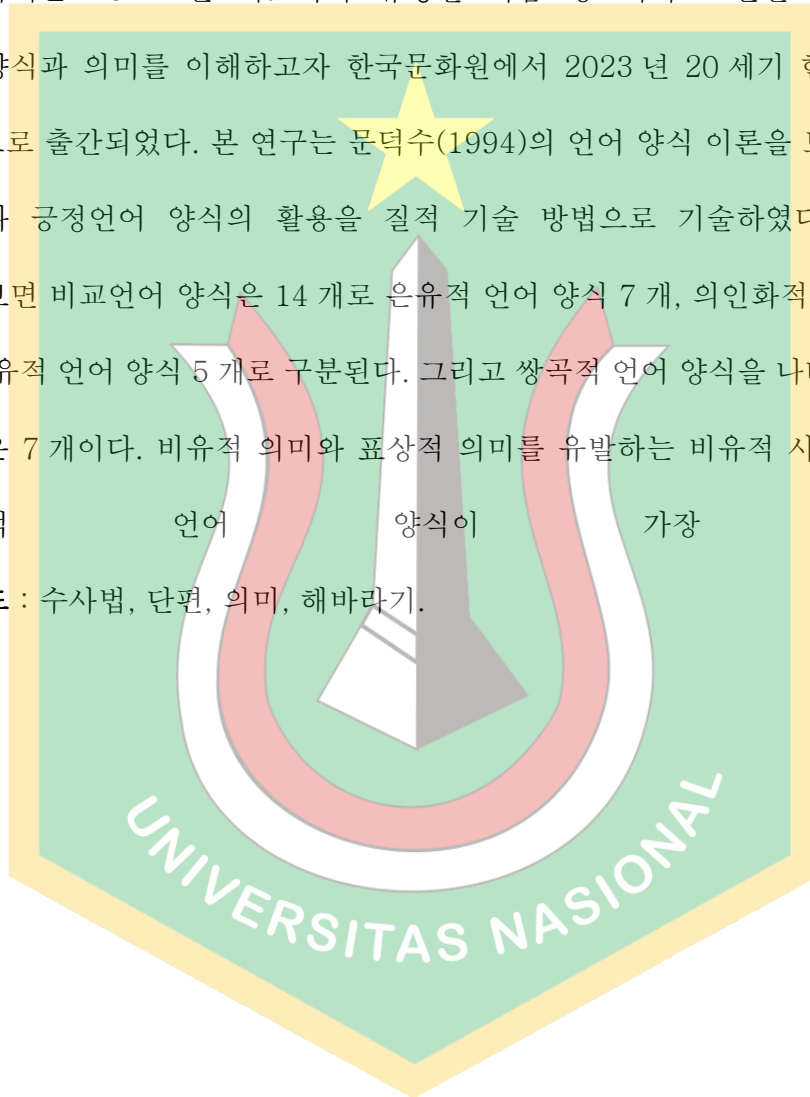 양식과 의미를 이해하고자 한국문화원에서 2023 년 20 세기
로 출간되었다. 본 연구는 문덕수(1994)의 언어 양식 이론을
긍정언어 양식의 활용을 질적 기술 방법으로 기술하였다
면 비교언어 양식은 14 개로 은유적 언어 양식 7 개, 의인화적
유적 언어 양식 5 개로 구분된다. 그리고 쌍곡적 언어 양식을
7 개이다. 비유적 의미와 표상적 의미를 유발하는 비유적
언어 양식이 가장
: 수사법, 단편, 의미, 해바라기.
UNIVERSITAS NASIONAL